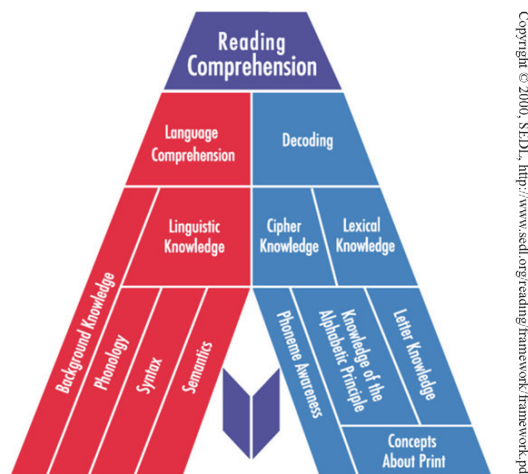 Reading
Comprehension
Language
Comprehension
Decoding
Linguistic
Knowledge
Cipher
Knowledge
Lexical
Knowledge
Background Knowledge
Phonology
Syntax
Semantics
Phoneme Awareness
Knowledge of the
Alphabetic Principle
Letter Knowledge
Concepts
About Print
Copyright © 2000, SEDL, http://www.sedl.org/reading/framework/framework.pd